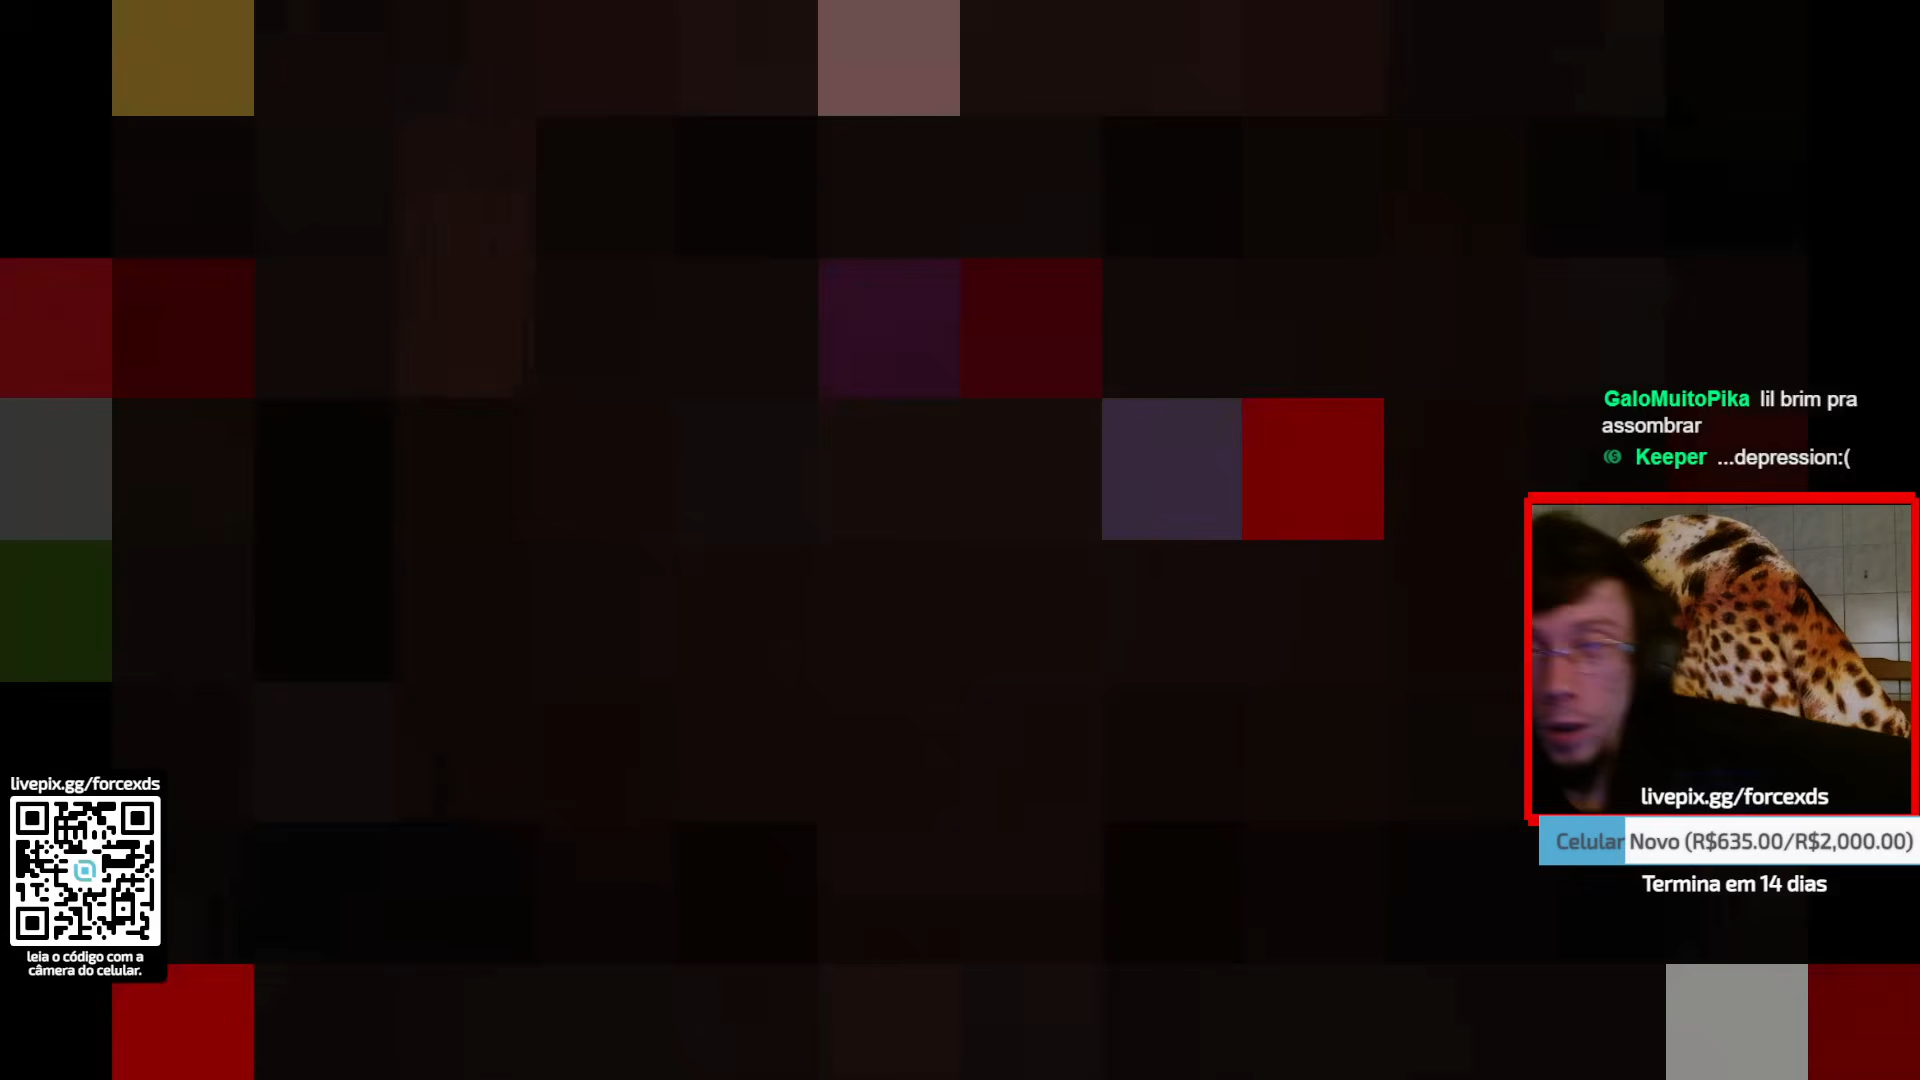 GaloMuitoPika lil brim pra
assombrar
Keeper ...depression:(
livepix.gg/forcexds
leia o código com a
câmera do celular.
livepix.gg/forcexds
Celular Novo (R$635.00/R$2,000.00)
Termina em 14 dias